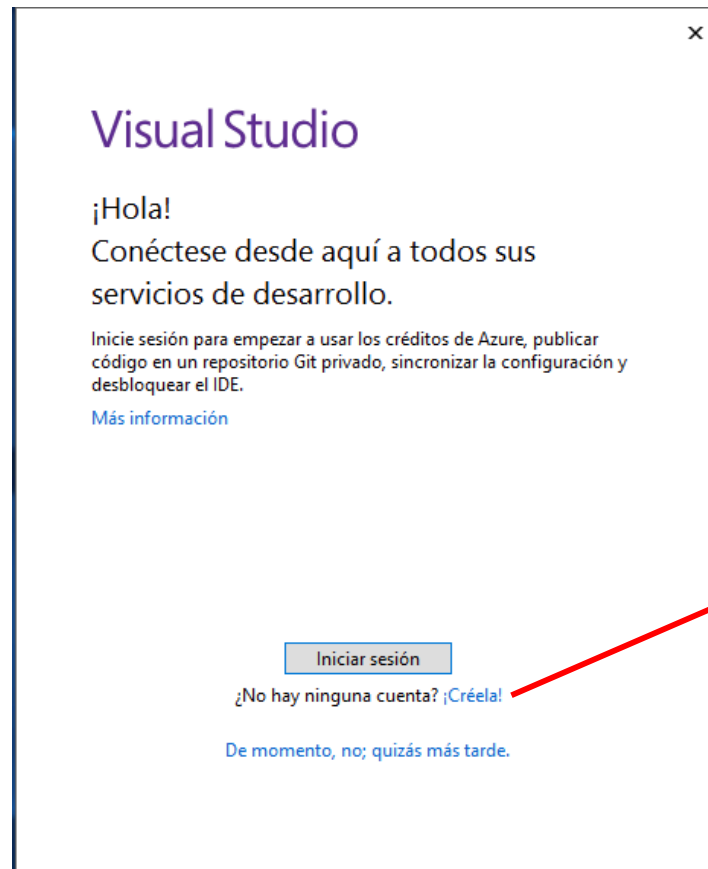 Visual Studio
¡Hola!
Conéctese desde aquí a todos sus
servicios de desarrollo.
Inicie sesión para empezar a usar los créditos de Azure, publicar
código en un repositorio Git privado, sincronizar la configuración y
desbloquear el IDE.
Más información
Iniciar sesión
¿No hay ninguna cuenta? ¡Créela!
De momento, no; quizás más tarde.